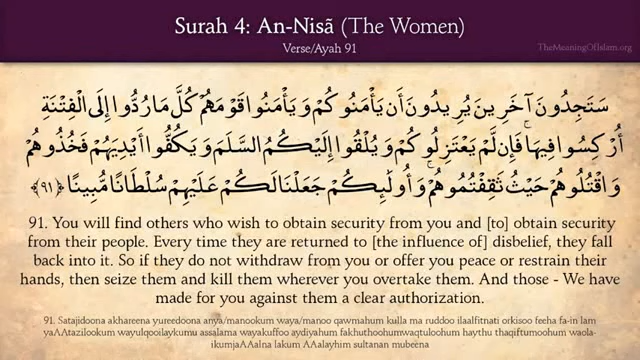 Surah 4: An-Nisã (The Women)
Verse/Ayah 91
TheMeaningOfIslam.org
سَتَجِدُونَ آخَرِينَ يُرِيدُونَ أَن يَأْمَنُوكُمْ وَيَأْمَنُوا قَوْمَهُمْ كُلَّ مَا رُدُّوا إِلَى الْفِتْنَةِ
أُرْكِسُوا فِيهَا ۚ فَإِن لَّمْ يَعْتَزِلُوكُمْ وَيُلْقُوا إِلَيْكُمُ السَّلَمَ وَيَكُفُّوا أَيْدِيَهُمْ فَخُذُوهُمْ
وَاقْتُلُوهُمْ حَيْثُ ثَقِفْتُمُوهُمْ ۚ وَأُولَٰئِكُمْ جَعَلْنَا لَكُمْ عَلَيْهِمْ سُلْطَانًا مُّبِينًا ﴿٩١﴾
91. You will find others who wish to obtain security from you and [to] obtain security
from their people. Every time they are returned to [the influence of] disbelief, they fall
back into it. So if they do not withdraw from you or offer you peace or restrain their
hands, then seize them and kill them wherever you overtake them. And those - We have
made for you against them a clear authorization.
91. Satajidoona akhareena yureedoona anya/manookum waya/manoo qawmahum kulla ma ruddoo ilaalfitnati orkisoo feeha fa-in lam
yaAAtazilookum wayulqooilaykumu assalama wayakuffoo aydiyahum fakhuthoohumwaqtuloohum haythu thaqiftumoohum waola-
ikumjaAAalna lakum AAalayhim sultanan mubeena